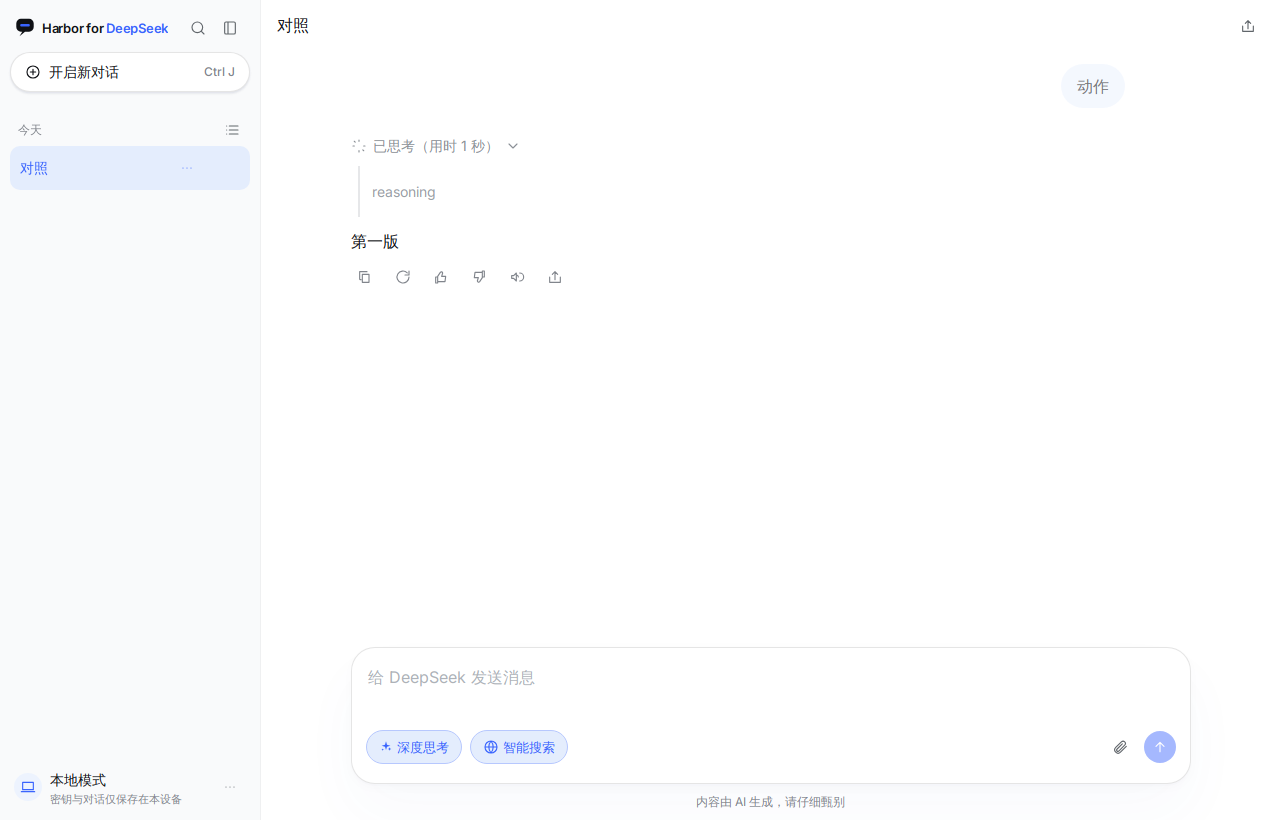 Harbor for DeepSeek
开启新对话 Ctrl J
今天
对照
本地模式
密钥与对话仅保存在本设备
对照
动作
已思考（用时 1 秒）
reasoning
第一版
给 DeepSeek 发送消息
深度思考 智能搜索
内容由 AI 生成，请仔细甄别